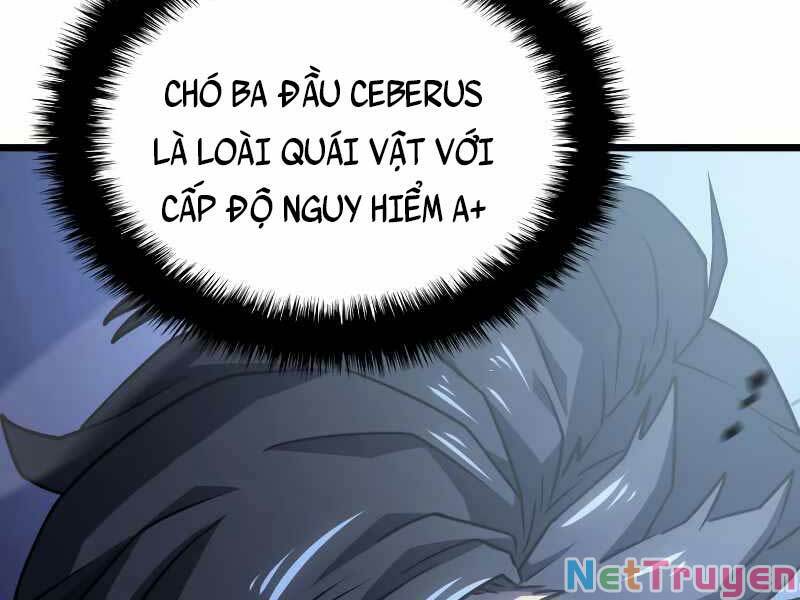 CHÓ BA ĐẦU CEBERUS
LÀ LOÀI QUÁI VẬT VỚI
CẤP ĐỘ NGUY HIỂM A+
NetTruyen